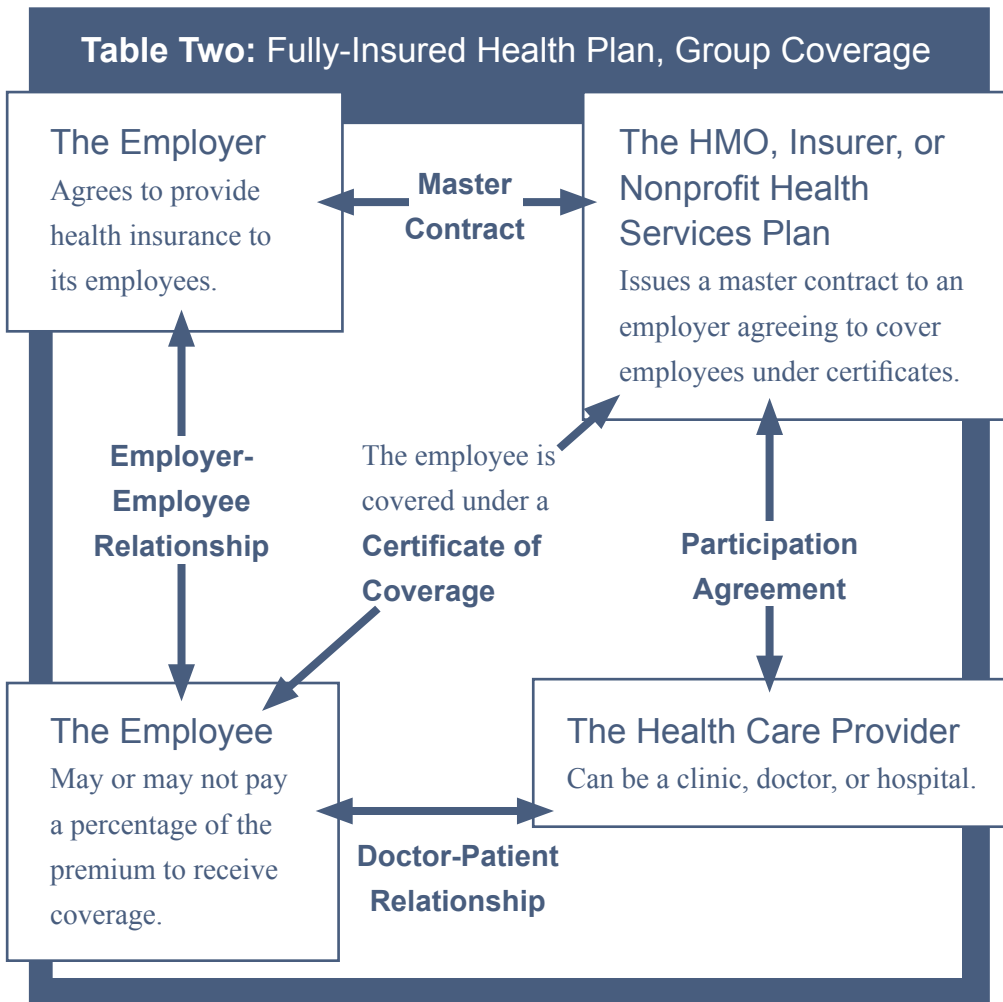 Table Two: Fully-Insured Health Plan, Group Coverage
The Employer
Agrees to provide
health insurance to
its employees.
Master
Contract
The HMO, Insurer, or
Nonprofit Health
Services Plan
Issues a master contract to an
employer agreeing to cover
employees under certificates.
Employer-
Employee
Relationship
The employee is
covered under a
Certificate of
Coverage
Participation
Agreement
The Employee
May or may not pay
a percentage of the
premium to receive
coverage.
Doctor-Patient
Relationship
The Health Care Provider
Can be a clinic, doctor, or hospital.